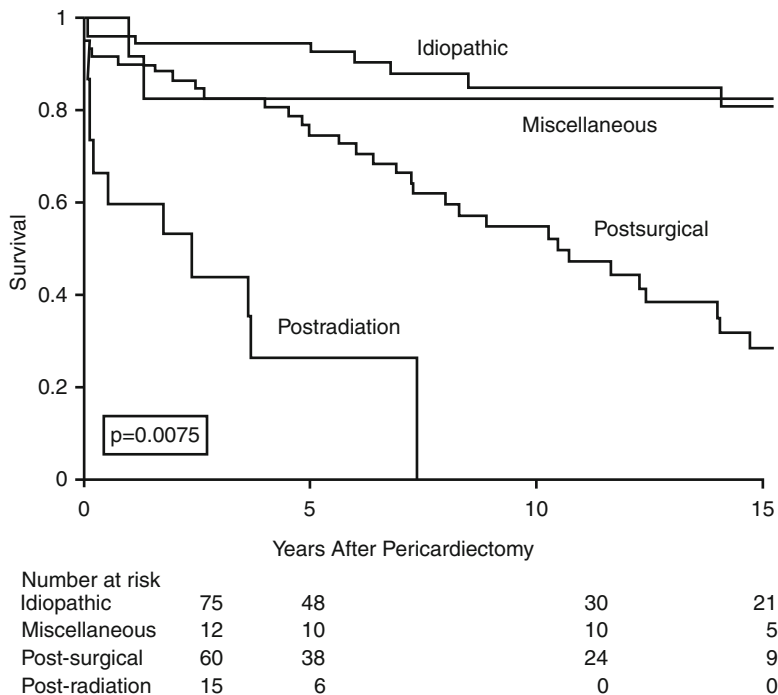 1
0.8
0.6
0.4
0.2
0
Survival
Idiopathic
Miscellaneous
Postsurgical
Postradiation
p=0.0075
0 5 10 15
Years After Pericardiectomy
Number at risk
Idiopathic 75 48 30 21
Miscellaneous 12 10 10 5
Post-surgical 60 38 24 9
Post-radiation 15 6 0 0